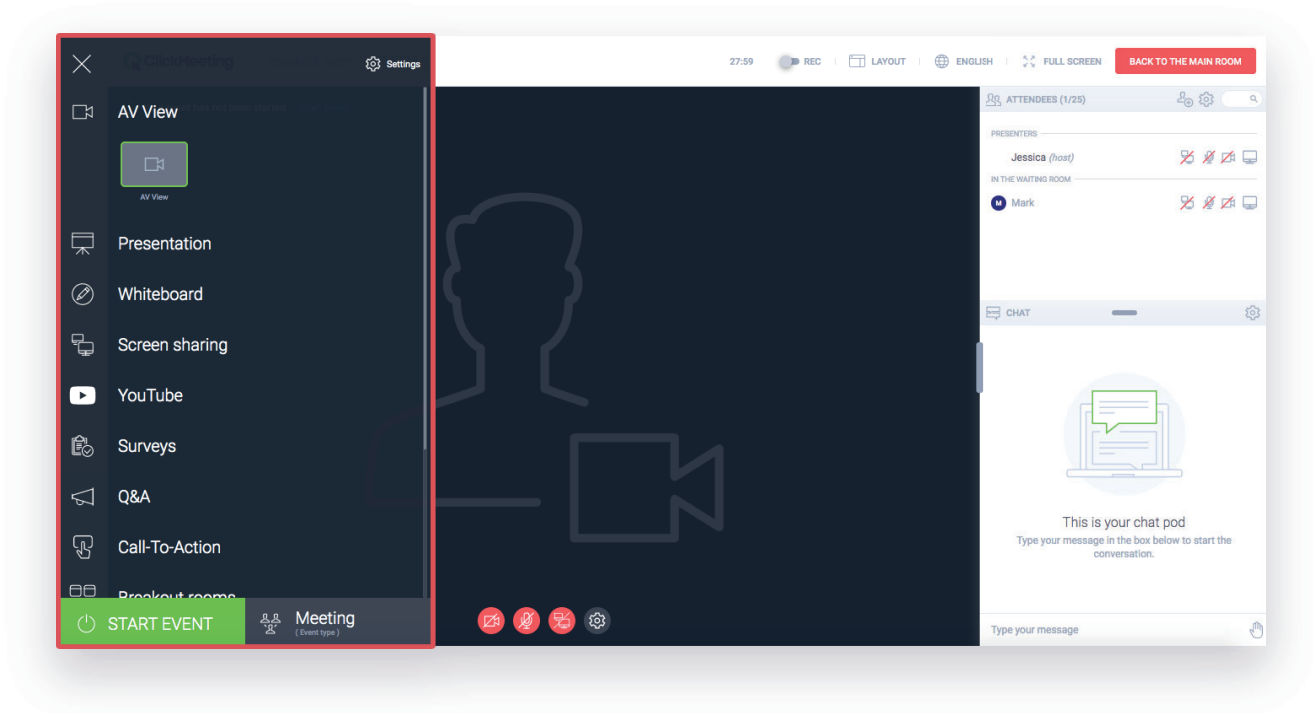 ClickMeeting
Settings
27:59
REC
LAYOUT
ENGLISH
FULL SCREEN
BACK TO THE MAIN ROOM
AV View
AV View
Presentation
Whiteboard
Screen sharing
YouTube
Surveys
Q&A
Call-To-Action
Breakout rooms
START EVENT
Meeting
( Event type )
ATTENDEES (1/25)
PRESENTERS
Jessica (host)
IN THE WAITING ROOM
M Mark
CHAT
This is your chat pod
Type your message in the box below to start the
conversation.
Type your message